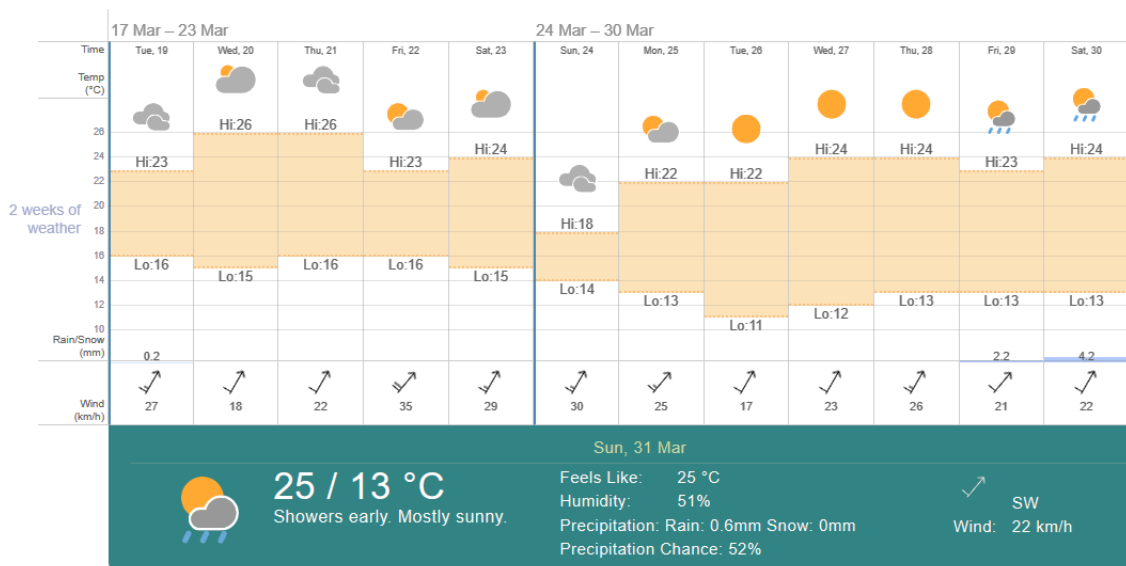 17 Mar – 23 Mar
24 Mar – 30 Mar
Time
Tue, 19
Wed, 20
Thu, 21
Fri, 22
Sat, 23
Sun, 24
Mon, 25
Tue, 26
Wed, 27
Thu, 28
Fri, 29
Sat, 30
Temp
(°C)
26
24
22
20
18
16
14
12
10
Hi:23
Hi:26
Hi:26
Hi:23
Hi:24
Hi:18
Hi:22
Hi:22
Hi:24
Hi:24
Hi:23
Hi:24
2 weeks of
weather
Lo:16
Lo:15
Lo:16
Lo:16
Lo:15
Lo:14
Lo:13
Lo:11
Lo:12
Lo:13
Lo:13
Lo:13
Rain/Snow
(mm)
0.2
2.2
4.2
Wind
(km/h)
27
18
22
35
29
30
25
17
23
26
21
22
Sun, 31 Mar
25 / 13 °C
Showers early. Mostly sunny.
Feels Like: 25 °C
Humidity: 51%
Precipitation: Rain: 0.6mm Snow: 0mm
Precipitation Chance: 52%
SW
Wind: 22 km/h